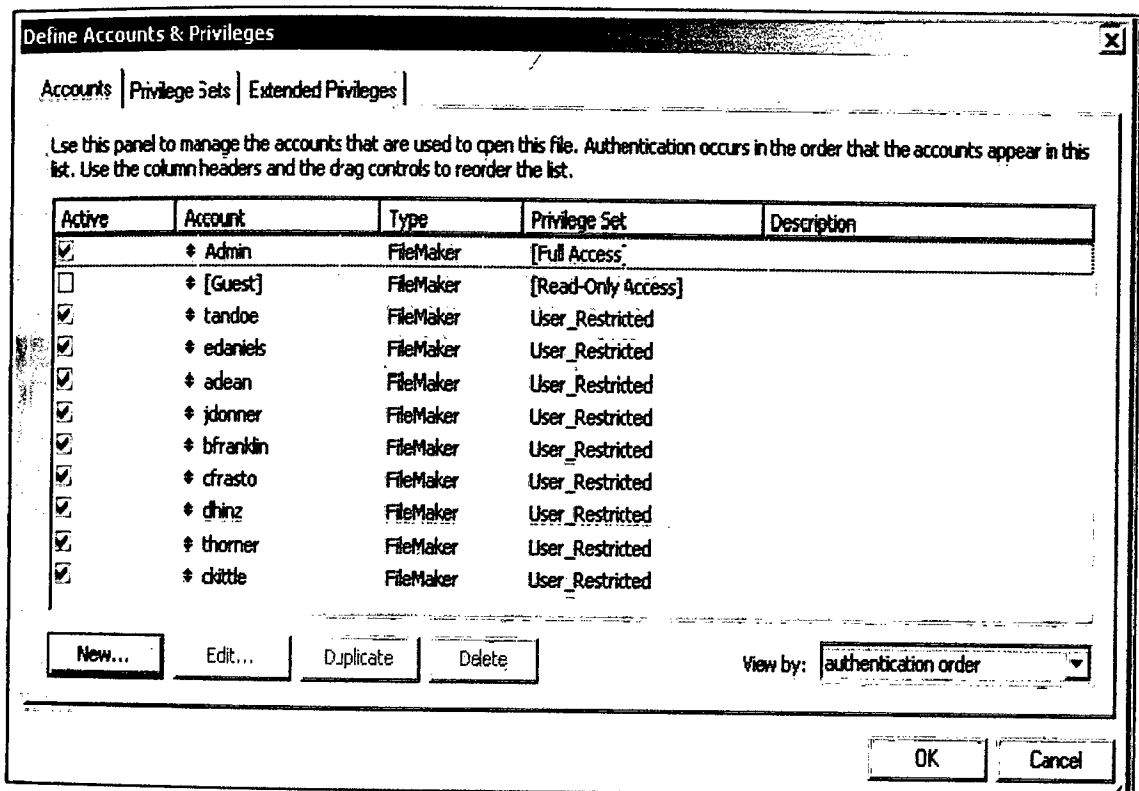 Define Accounts & Privileges
Accounts Privilege Sets Extended Privileges
Use this panel to manage the accounts that are used to open this file. Authentication occurs in the order that the accounts appear in this
list. Use the column headers and the drag controls to reorder the list.
Active Account Type Privilege Set Description
Admin FileMaker [Full Access]
[Guest] FileMaker [Read-Only Access]
tandoe FileMaker User_Restricted
edaniels FileMaker User_Restricted
adean FileMaker User_Restricted
jdonner FileMaker User_Restricted
bfranklin FileMaker User_Restricted
cfrasto FileMaker User_Restricted
dhinz FileMaker User_Restricted
thorner FileMaker User_Restricted
ckittle FileMaker User_Restricted
New... Edit... Duplicate Delete View by: authentication order
OK Cancel